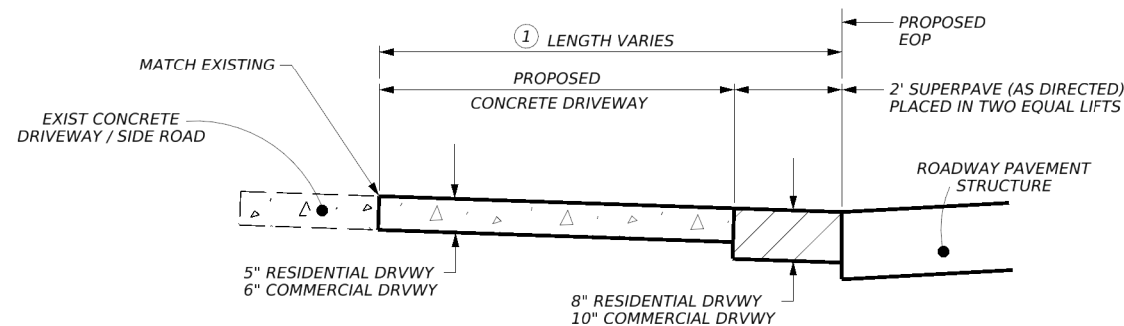 PROPOSED
EOP
1 LENGTH VARIES
MATCH EXISTING
PROPOSED
CONCRETE DRIVEWAY
2' SUPERPAVE (AS DIRECTED)
PLACED IN TWO EQUAL LIFTS
EXIST CONCRETE
DRIVEWAY / SIDE ROAD
ROADWAY PAVEMENT
STRUCTURE
5" RESIDENTIAL DRVWY
6" COMMERCIAL DRVWY
8" RESIDENTIAL DRVWY
10" COMMERCIAL DRVWY